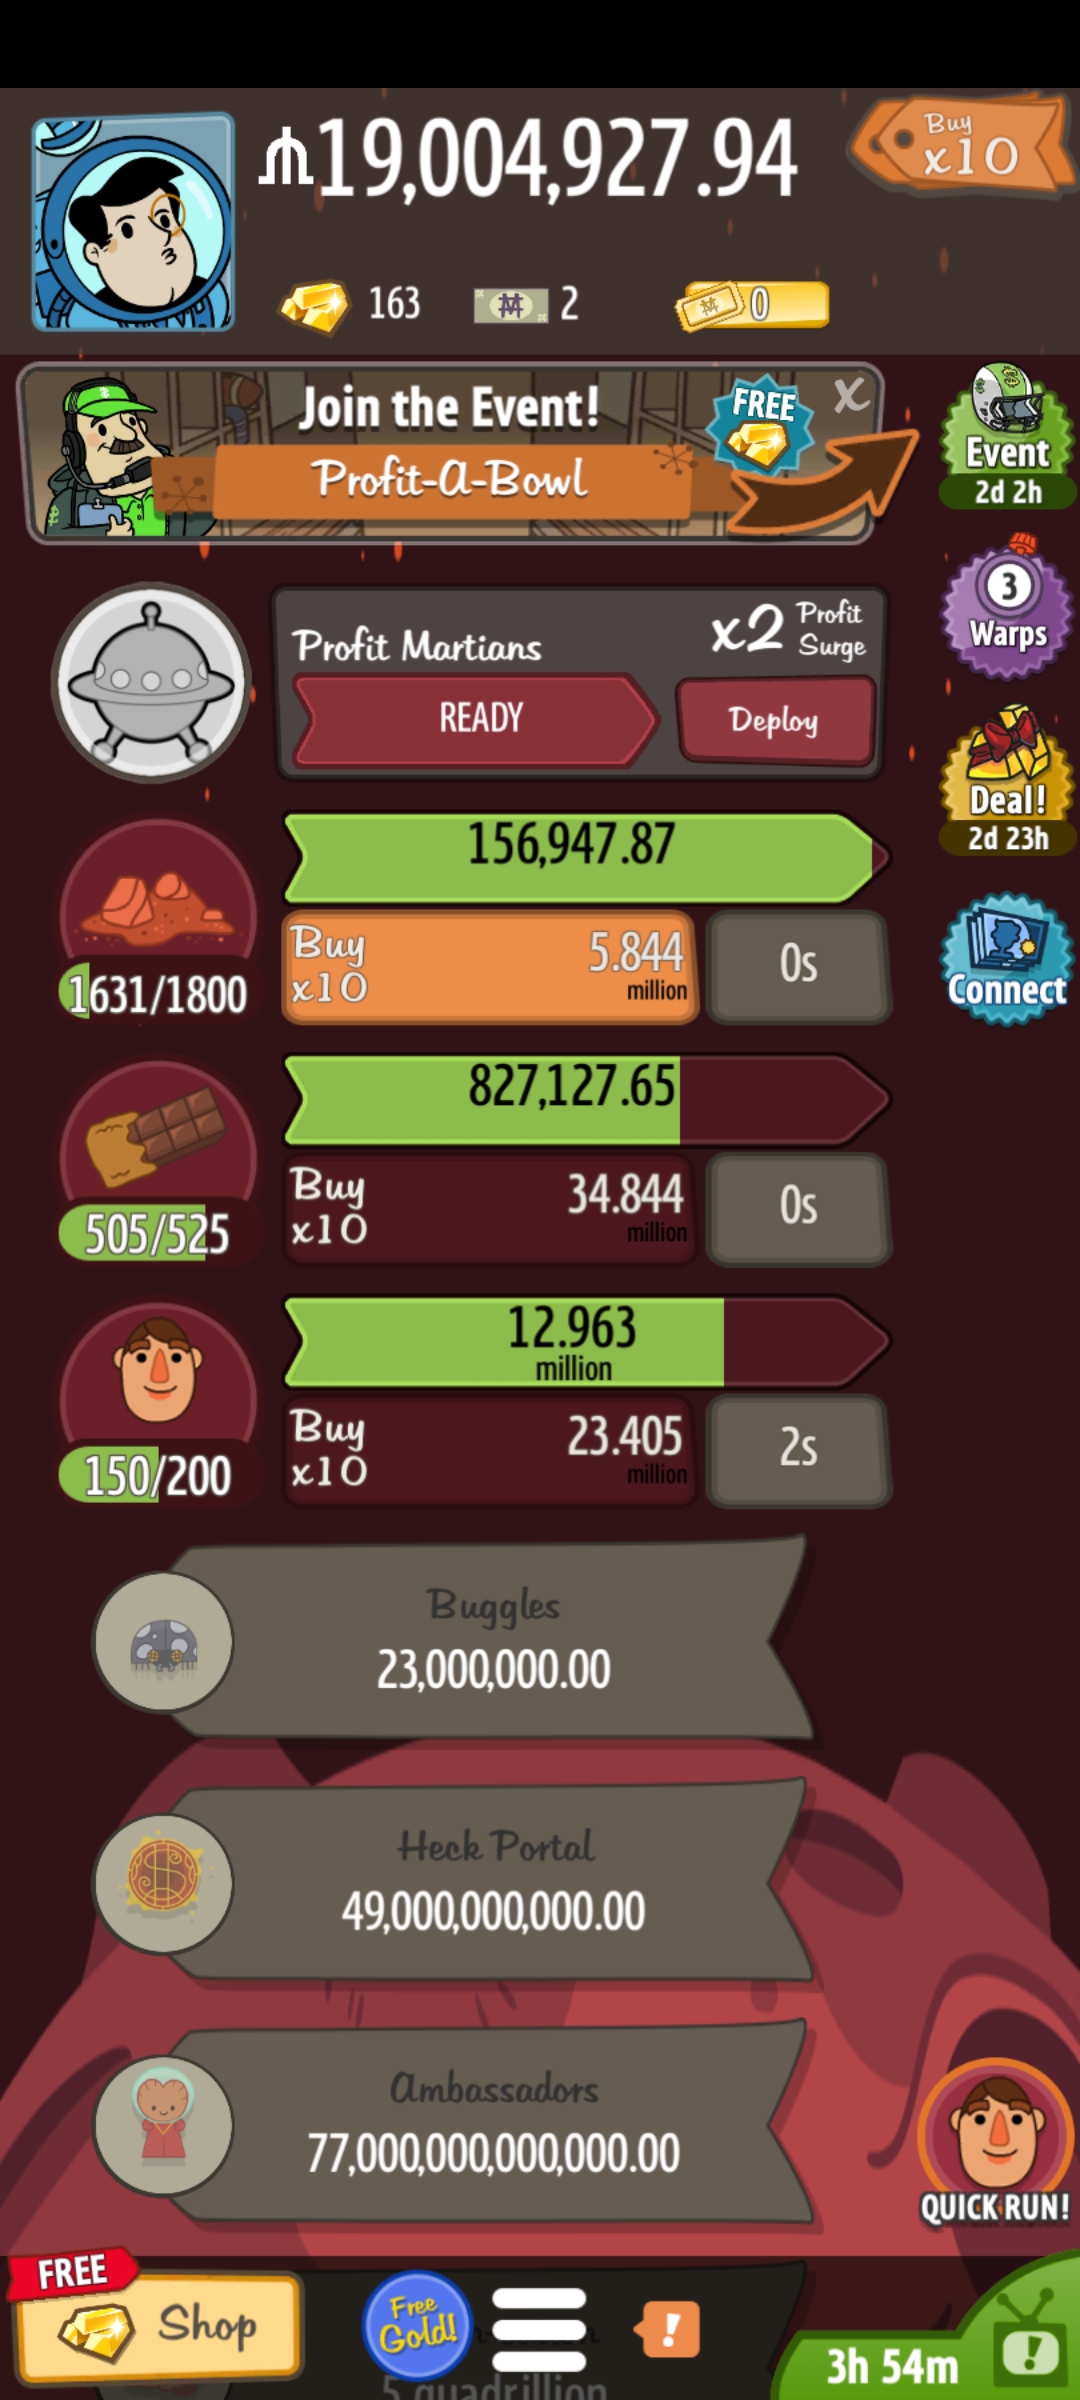 ₥19,004,927.94
Buy
x10
163
2
0
Join the Event!
FREE
X
Profit-A-Bowl
Event
2d 2h
3
Warps
Profit Martians
x2 Profit
Surge
READY
Deploy
Deal!
2d 23h
156,947.87
Buy
x10
5.844
million
0s
1631/1800
Connect
827,127.65
Buy
x10
34.844
million
0s
505/525
12.963
million
Buy
x10
23.405
million
2s
150/200
Buggles
23,000,000.00
Heck Portal
49,000,000,000.00
Ambassadors
77,000,000,000,000.00
QUICK RUN!
FREE
Shop
Free
Gold!
!
3h 54m
!
5 quadrillion